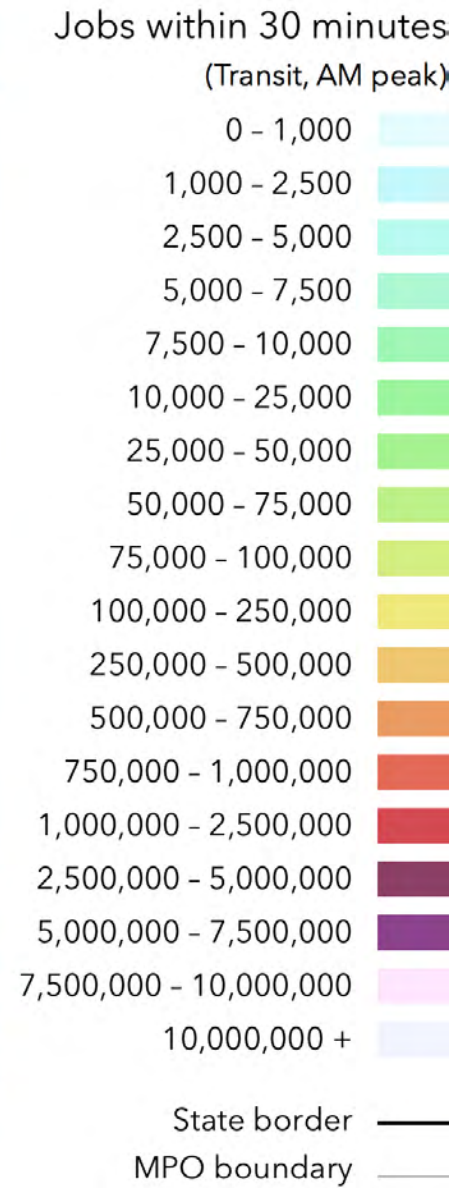 Jobs within 30 minutes
(Transit, AM peak)
0 – 1,000
1,000 – 2,500
2,500 – 5,000
5,000 – 7,500
7,500 – 10,000
10,000 – 25,000
25,000 – 50,000
50,000 – 75,000
75,000 – 100,000
100,000 – 250,000
250,000 – 500,000
500,000 – 750,000
750,000 – 1,000,000
1,000,000 – 2,500,000
2,500,000 – 5,000,000
5,000,000 – 7,500,000
7,500,000 – 10,000,000
10,000,000 +
State border
MPO boundary